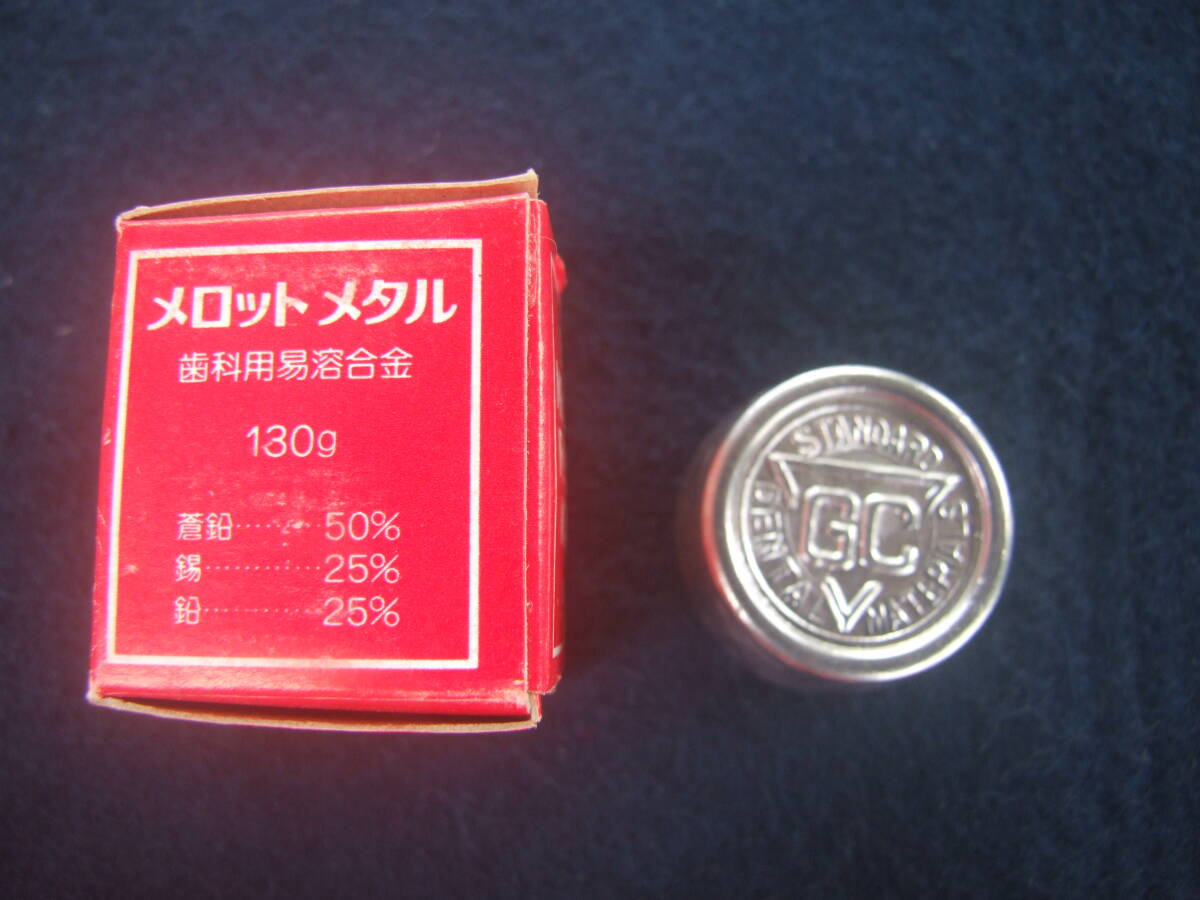 メロットメタル
歯科用易溶合金
130g
蒼鉛………50%
錫…………25%
鉛…………25%
STANDARD
GC
DENTAL MATERIALS